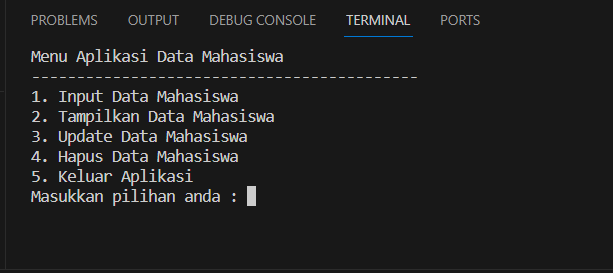 PROBLEMS OUTPUT DEBUG CONSOLE TERMINAL PORTS
Menu Aplikasi Data Mahasiswa
-------------------------------------------
1. Input Data Mahasiswa
2. Tampilkan Data Mahasiswa
3. Update Data Mahasiswa
4. Hapus Data Mahasiswa
5. Keluar Aplikasi
Masukkan pilihan anda :